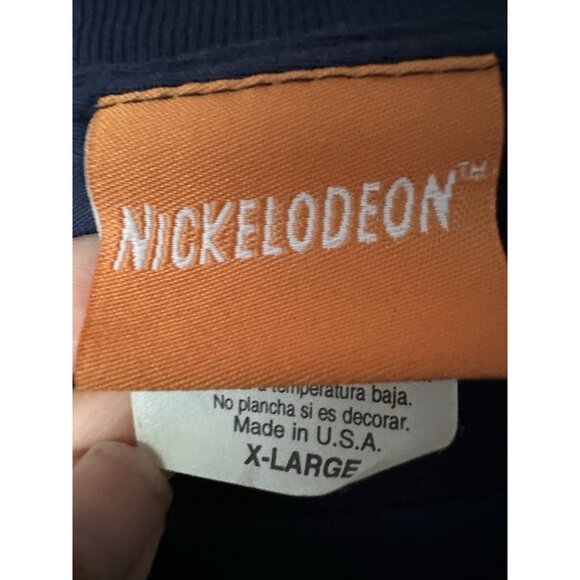 NICKELODEON™
a temperatura baja.
No plancha si es decorar.
Made in U.S.A.
X-LARGE